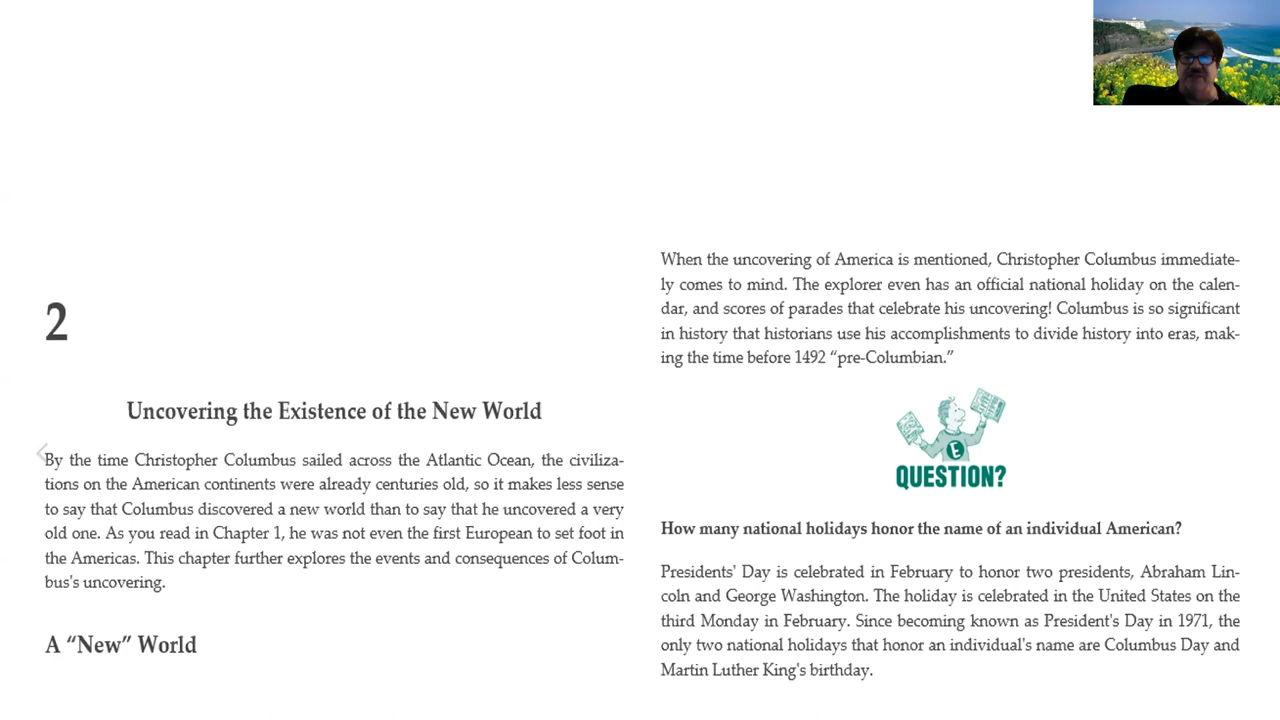 2
Uncovering the Existence of the New World
By the time Christopher Columbus sailed across the Atlantic Ocean, the civiliza-
tions on the American continents were already centuries old, so it makes less sense
to say that Columbus discovered a new world than to say that he uncovered a very
old one. As you read in Chapter 1, he was not even the first European to set foot in
the Americas. This chapter further explores the events and consequences of Colum-
bus's uncovering.
A “New” World
When the uncovering of America is mentioned, Christopher Columbus immediate-
ly comes to mind. The explorer even has an official national holiday on the calen-
dar, and scores of parades that celebrate his uncovering! Columbus is so significant
in history that historians use his accomplishments to divide history into eras, mak-
ing the time before 1492 “pre-Columbian.”
E
QUESTION?
How many national holidays honor the name of an individual American?
Presidents' Day is celebrated in February to honor two presidents, Abraham Lin-
coln and George Washington. The holiday is celebrated in the United States on the
third Monday in February. Since becoming known as President's Day in 1971, the
only two national holidays that honor an individual's name are Columbus Day and
Martin Luther King's birthday.